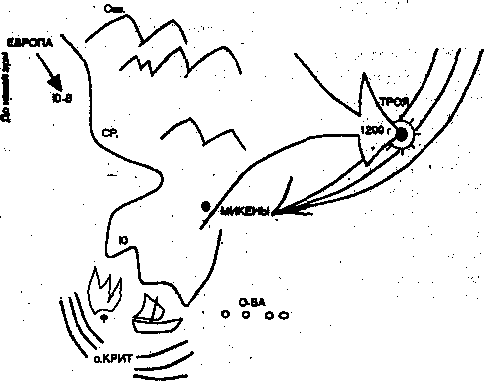 Сев.
ЕВРОПА
До нашей эры
Ю-В
ТРОЯ
1200 г
СР.
МИКЕНЫ
Ю
О-ВА
о.КРИТ